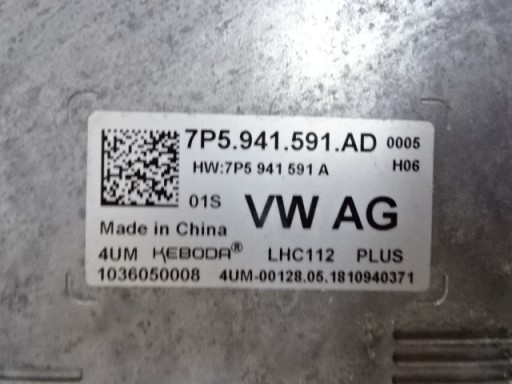 7P5.941.591.AD 0005
HW:7P5 941 591 A H06
01S VW AG
Made in China
4UM KEBODA® LHC112 PLUS
1036050008 4UM-00128.05.1810940371